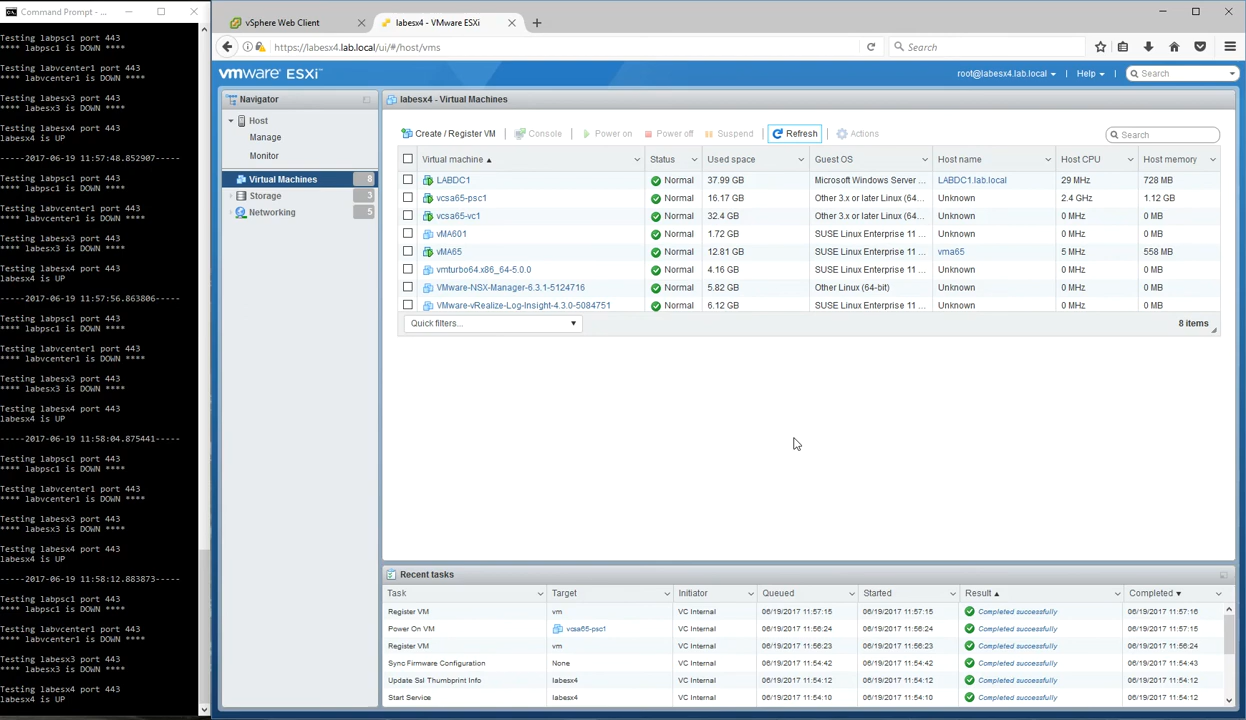 Command Prompt - ...
Testing labpsc1 port 443
**** labpsc1 is DOWN ****
Testing labvcenter1 port 443
**** labvcenter1 is DOWN ****
Testing labesx3 port 443
**** labesx3 is DOWN ****
Testing labesx4 port 443
labesx4 is UP
-----2017-06-19 11:57:48.852907-----
Testing labpsc1 port 443
**** labpsc1 is DOWN ****
Testing labvcenter1 port 443
**** labvcenter1 is DOWN ****
Testing labesx3 port 443
**** labesx3 is DOWN ****
Testing labesx4 port 443
labesx4 is UP
-----2017-06-19 11:57:56.863806-----
Testing labpsc1 port 443
**** labpsc1 is DOWN ****
Testing labvcenter1 port 443
**** labvcenter1 is DOWN ****
Testing labesx3 port 443
**** labesx3 is DOWN ****
Testing labesx4 port 443
labesx4 is UP
-----2017-06-19 11:58:04.875441-----
Testing labpsc1 port 443
**** labpsc1 is DOWN ****
Testing labvcenter1 port 443
**** labvcenter1 is DOWN ****
Testing labesx3 port 443
**** labesx3 is DOWN ****
Testing labesx4 port 443
labesx4 is UP
-----2017-06-19 11:58:12.883873-----
Testing labpsc1 port 443
**** labpsc1 is DOWN ****
Testing labvcenter1 port 443
**** labvcenter1 is DOWN ****
Testing labesx3 port 443
**** labesx3 is DOWN ****
Testing labesx4 port 443
labesx4 is UP
vSphere Web Client
labesx4 - VMware ESXi
https://labesx4.lab.local/ui/#/host/vms
Search
vmware ESXi™
root@labesx4.lab.local
Help
Search
Navigator
Host
Manage
Monitor
Virtual Machines 8
Storage 3
Networking 5
labesx4 - Virtual Machines
Create / Register VM Console Power on Power off Suspend Refresh Actions Search
Virtual machine Status Used space Guest OS Host name Host CPU Host memory
LABDC1 Normal 37.99 GB Microsoft Windows Server ... LABDC1.lab.local 29 MHz 728 MB
vcsa65-psc1 Normal 16.17 GB Other 3.x or later Linux (64-... Unknown 2.4 GHz 1.12 GB
vcsa65-vc1 Normal 32.4 GB Other 3.x or later Linux (64-... Unknown 0 MHz 0 MB
vMA601 Normal 1.72 GB SUSE Linux Enterprise 11 ... Unknown 0 MHz 0 MB
vMA65 Normal 12.81 GB SUSE Linux Enterprise 11 ... vma65 5 MHz 558 MB
vmturbo64.x86_64-5.0.0 Normal 4.16 GB SUSE Linux Enterprise 11 ... Unknown 0 MHz 0 MB
VMware-NSX-Manager-6.3.1-5124716 Normal 5.82 GB Other Linux (64-bit) Unknown 0 MHz 0 MB
VMware-vRealize-Log-Insight-4.3.0-5084751 Normal 6.12 GB SUSE Linux Enterprise 11 ... Unknown 0 MHz 0 MB
Quick filters...
8 items
Recent tasks
Task Target Initiator Queued Started Result Completed
Register VM vm VC Internal 06/19/2017 11:57:15 06/19/2017 11:57:15 Completed successfully 06/19/2017 11:57:16
Power On VM vcsa65-psc1 VC Internal 06/19/2017 11:56:24 06/19/2017 11:56:24 Completed successfully 06/19/2017 11:57:15
Register VM vm VC Internal 06/19/2017 11:56:23 06/19/2017 11:56:23 Completed successfully 06/19/2017 11:56:24
Sync Firmware Configuration None VC Internal 06/19/2017 11:54:42 06/19/2017 11:54:42 Completed successfully 06/19/2017 11:54:43
Update Ssl Thumbprint Info labesx4 VC Internal 06/19/2017 11:54:12 06/19/2017 11:54:12 Completed successfully 06/19/2017 11:54:12
Start Service labesx4 VC Internal 06/19/2017 11:54:10 06/19/2017 11:54:10 Completed successfully 06/19/2017 11:54:12